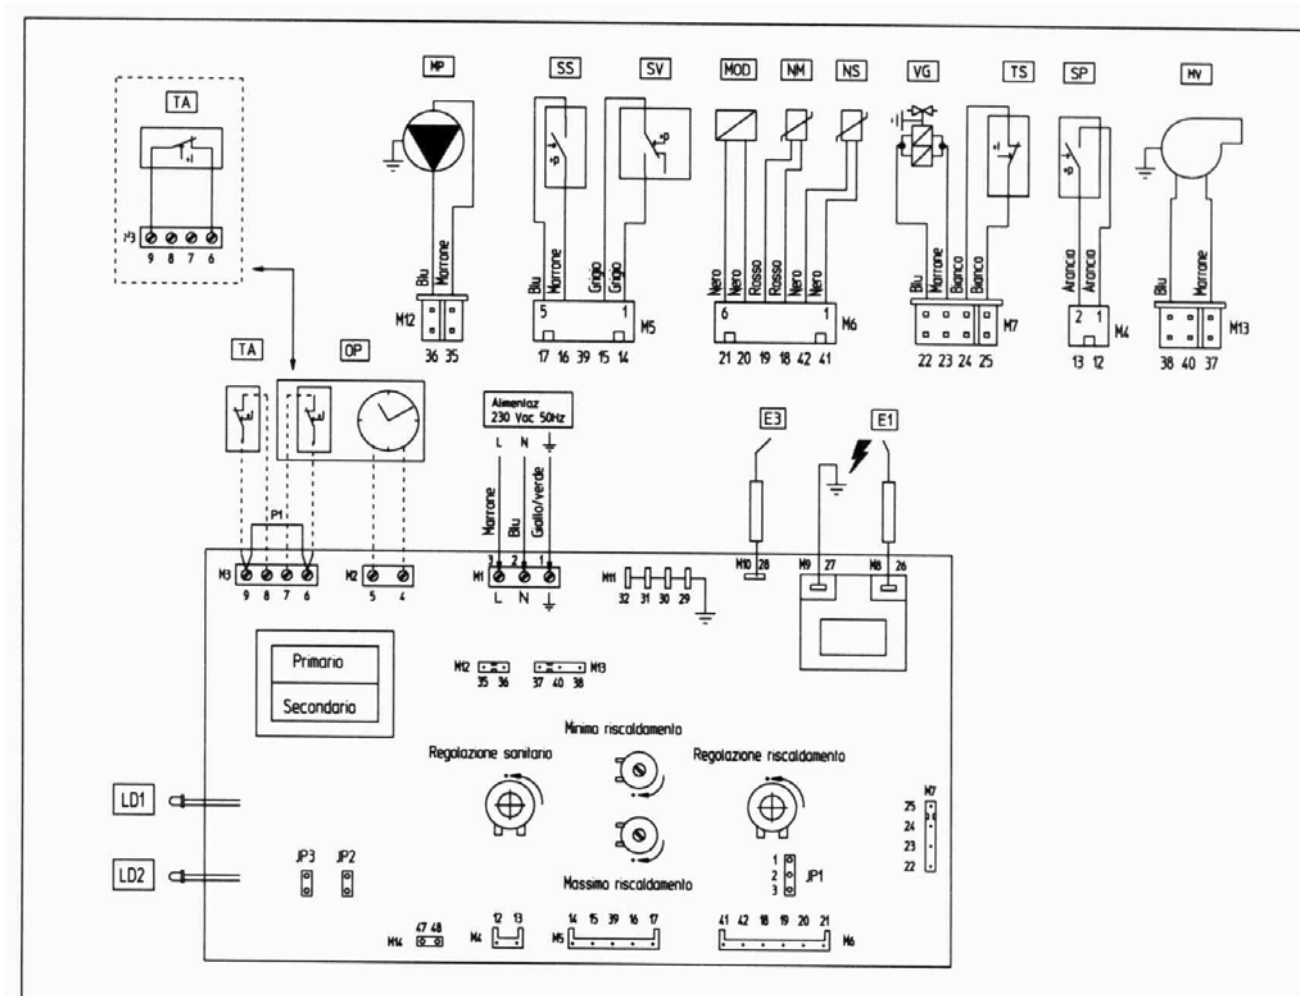 MP SS SV MOD NM NS VG TS SP MV
TA
+t
M3
9 8 7 6
+p
+p
+t
+p
Blu Marrone
M12
36 35
Blu Marrone Grigio Grigio
5 1
M5
17 16 39 15 14
Nero Nero Rosso Rosso Nero Nero
6 1
M6
21 20 19 18 42 41
Blu Marrone Bianco Bianco
M7
22 23 24 25
Arancio Arancio
2 1
M4
13 12
Blu Marrone
M13
38 40 37
TA OP
P1
Alimentaz
230 Vac 50Hz
L N
Marrone Blu Giallo/verde
E3 E1
M3
9 8 7 6
M2
5 4
3 2 1
M1
L N
M11
32 31 30 29
M10 28
M9 27
M8 26
Primario
Secondario
M12
35 36
M13
37 40 38
Minimo riscaldamento
Regolazione sanitario
Regolazione riscaldamento
Massimo riscaldamento
LD1
LD2
JP3 JP2
1
2
3
JP1
M7
25
24
23
22
47 48
M14
12 13
M4
14 15 39 16 17
M5
41 42 18 19 20 21
M6